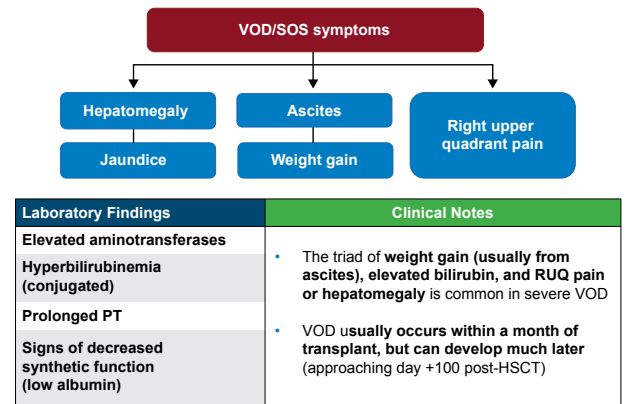 VOD/SOS symptoms
Hepatomegaly
Ascites
Right upper
quadrant pain
Jaundice
Weight gain
Laboratory Findings
Clinical Notes
Elevated aminotransferases
Hyperbilirubinemia
(conjugated)
Prolonged PT
Signs of decreased
synthetic function
(low albumin)
• The triad of weight gain (usually from
ascites), elevated bilirubin, and RUQ pain
or hepatomegaly is common in severe VOD
• VOD usually occurs within a month of
transplant, but can develop much later
(approaching day +100 post-HSCT)